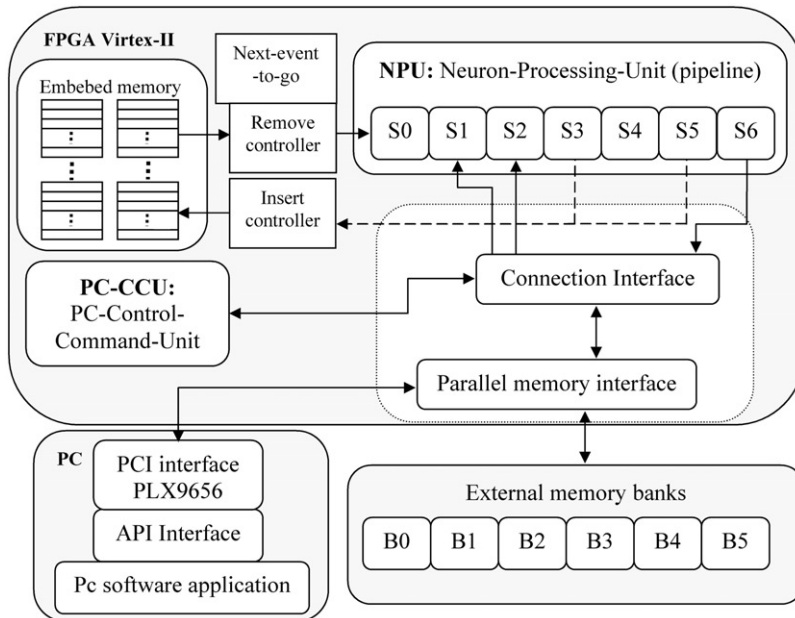 FPGA Virtex-II
Embebed memory
Next-event
-to-go
Remove
controller
Insert
controller
NPU: Neuron-Processing-Unit (pipeline)
S0 S1 S2 S3 S4 S5 S6
PC-CCU:
PC-Control-
Command-Unit
Connection Interface
Parallel memory interface
PC
PCI interface
PLX9656
API Interface
Pc software application
External memory banks
B0 B1 B2 B3 B4 B5